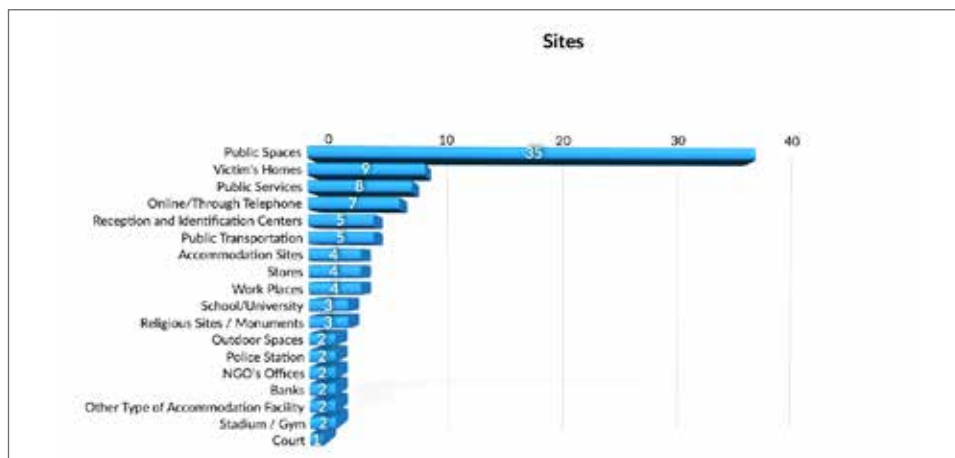 Sites
0 10 20 30 40
Public Spaces 35
Victim's Homes 9
Public Services 8
Online/Through Telephone 7
Reception and Identification Centers 5
Public Transportation 5
Accommodation Sites 4
Stores 4
Work Places 4
School/University 3
Religious Sites / Monuments 3
Outdoor Spaces 2
Police Station 2
NGO's Offices 2
Banks 2
Other Type of Accommodation Facility 2
Stadium / Gym 2
Court 1